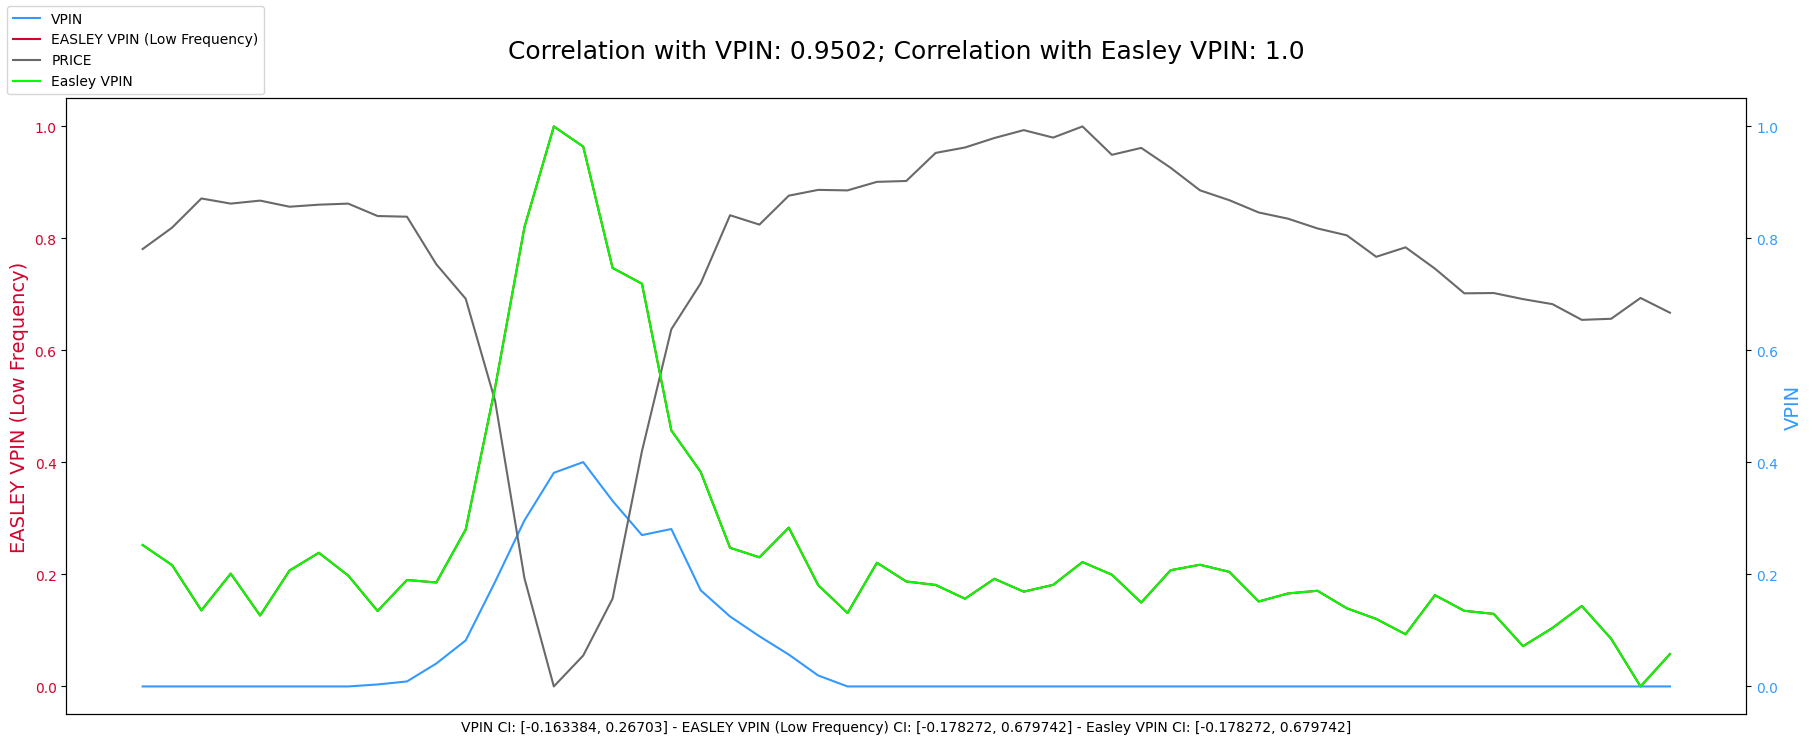 VPIN
EASLEY VPIN (Low Frequency)
PRICE
Easley VPIN
Correlation with VPIN: 0.9502; Correlation with Easley VPIN: 1.0
EASLEY VPIN (Low Frequency)
1.0
0.8
0.6
0.4
0.2
0.0
1.0
0.8
0.6
0.4
0.2
0.0
VPIN
VPIN CI: [-0.163384, 0.26703] - EASLEY VPIN (Low Frequency) CI: [-0.178272, 0.679742] - Easley VPIN CI: [-0.178272, 0.679742]